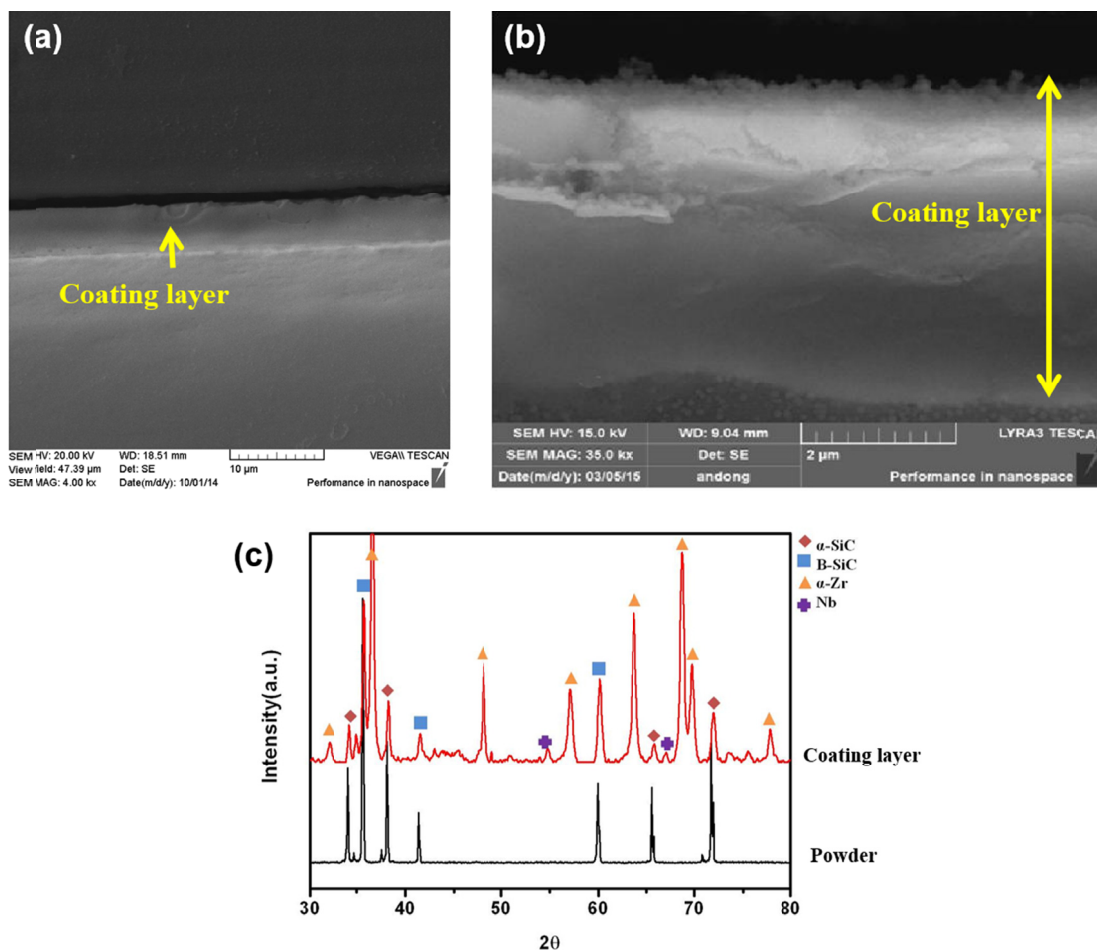 (a)
Coating layer
SEM HV: 20.00 kV WD: 18.51 mm VEGA\\ TESCAN
View field: 47.39 µm Det: SE 10 µm
SEM MAG: 4.00 kx Date(m/d/y): 10/01/14 Performance in nanospace
(b)
Coating layer
SEM HV: 15.0 kV WD: 9.04 mm LYRA3 TESCAN
SEM MAG: 35.0 kx Det: SE 2 µm
Date(m/d/y): 03/05/15 andong Performance in nanospace
(c)
α-SiC
B-SiC
α-Zr
Nb
Intensity(a.u.)
Coating layer
Powder
30 40 50 60 70 80
2θ